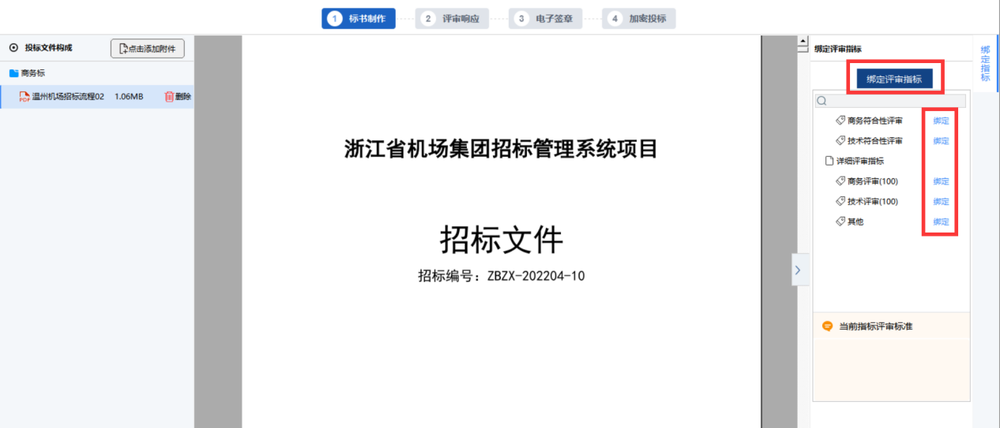 1 标书制作
2 评审响应
3 电子签章
4 加密投标
投标文件构成
点击添加附件
商务标
PDF 温州机场招标流程02 1.06MB 删除
浙江省机场集团招标管理系统项目
招标文件
招标编号：ZBZX-202204-10
绑定评审指标
绑定评审指标
商务符合性评审 绑定
技术符合性评审 绑定
详细评审指标
商务评审(100) 绑定
技术评审(100) 绑定
其他 绑定
当前指标评审标准
绑定指标